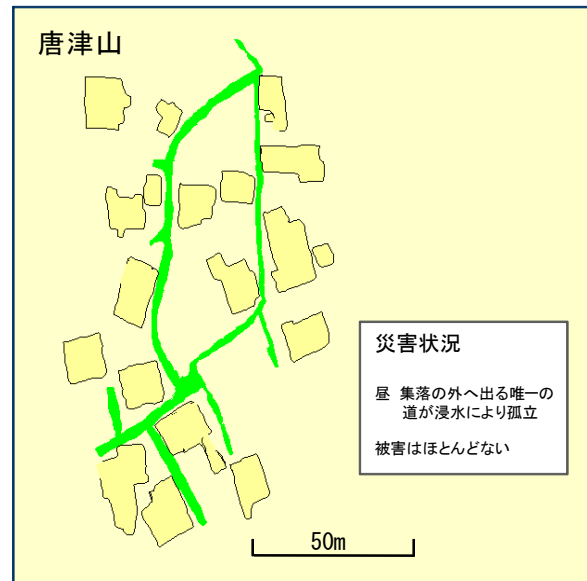 唐津山
災害状況
昼 集落の外へ出る唯一の
道が浸水により孤立
被害はほとんどない
50m